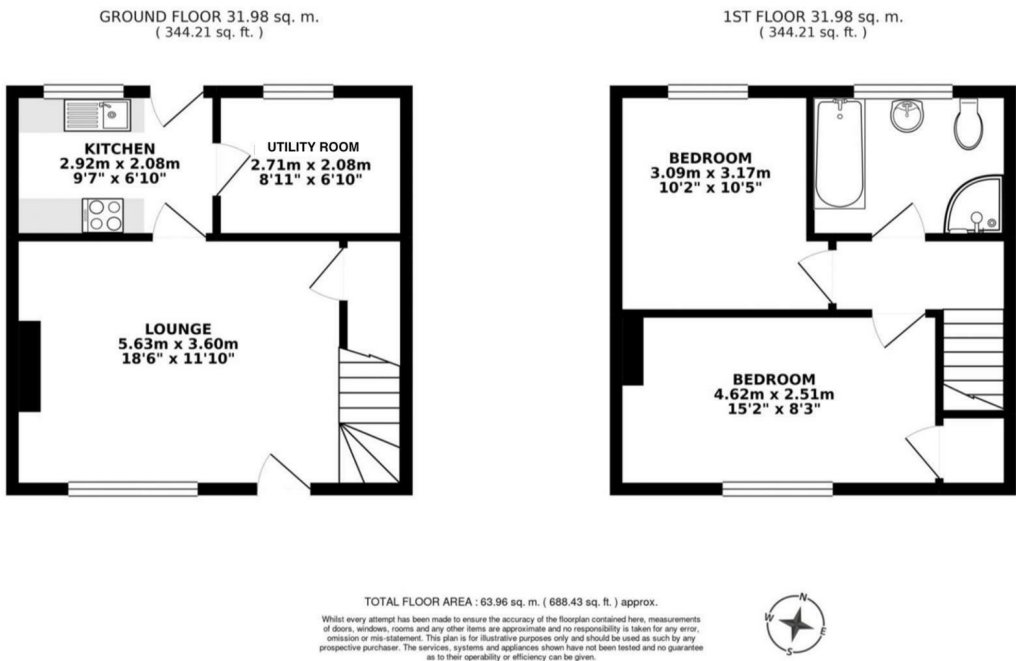 GROUND FLOOR 31.98 sq. m.
( 344.21 sq. ft. )
1ST FLOOR 31.98 sq. m.
( 344.21 sq. ft. )
KITCHEN
2.92m x 2.08m
9'7" x 6'10"
UTILITY ROOM
2.71m x 2.08m
8'11" x 6'10"
LOUNGE
5.63m x 3.60m
18'6" x 11'10"
BEDROOM
3.09m x 3.17m
10'2" x 10'5"
BEDROOM
4.62m x 2.51m
15'2" x 8'3"
TOTAL FLOOR AREA : 63.96 sq. m. ( 688.43 sq. ft. ) approx.
Whilst every attempt has been made to ensure the accuracy of the floorplan contained here, measurements
of doors, windows, rooms and any other items are approximate and no responsibility is taken for any error,
omission or mis-statement. This plan is for illustrative purposes only and should be used as such by any
prospective purchaser. The services, systems and appliances shown have not been tested and no guarantee
as to their operability or efficiency can be given.
N
W
E
S